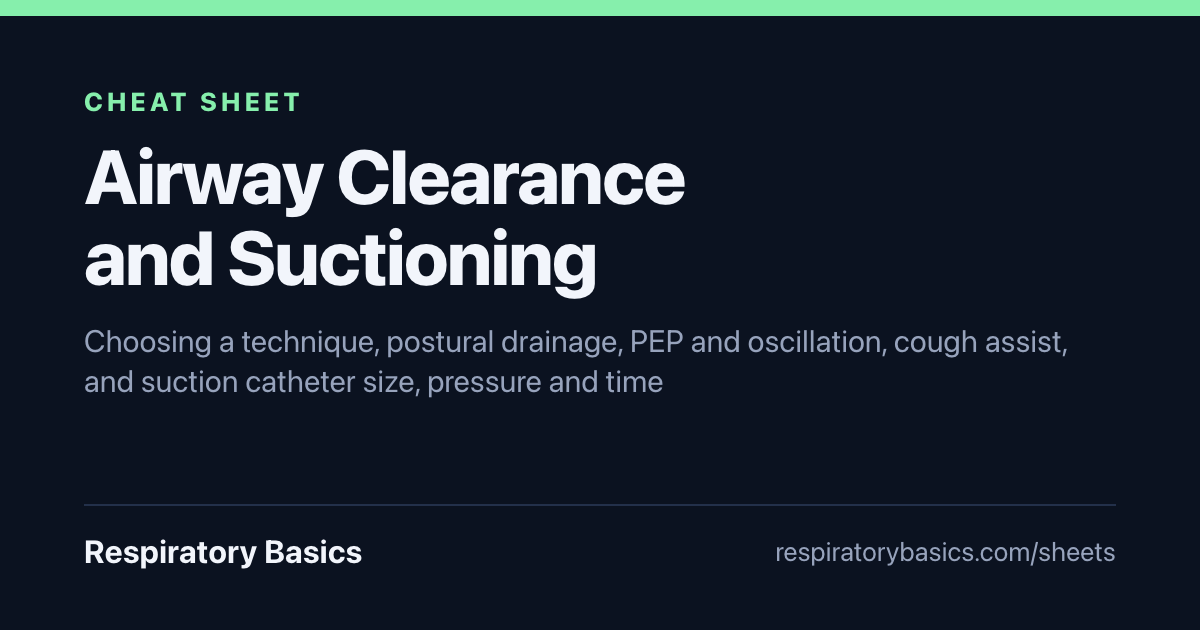 CHEAT SHEET
Airway Clearance
and Suctioning
Choosing a technique, postural drainage, PEP and oscillation, cough assist,
and suction catheter size, pressure and time
Respiratory Basics
respiratorybasics.com/sheets